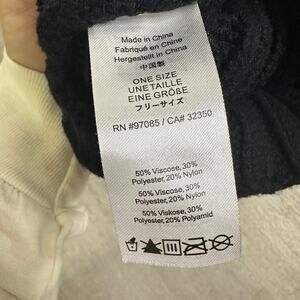 Made in China
Fabriqué en Chine
Hergestellt in China
中国製
ONE SIZE
UNE TAILLE
EINE GRÖßE
フリーサイズ
RN #97085 / CA# 32350
50% Viscose, 30%
Polyester, 20% Nylon
50% Viscose, 30%
Polyester, 20% Nylon
50% Viskose, 30%
Polyester, 20% Polyamid